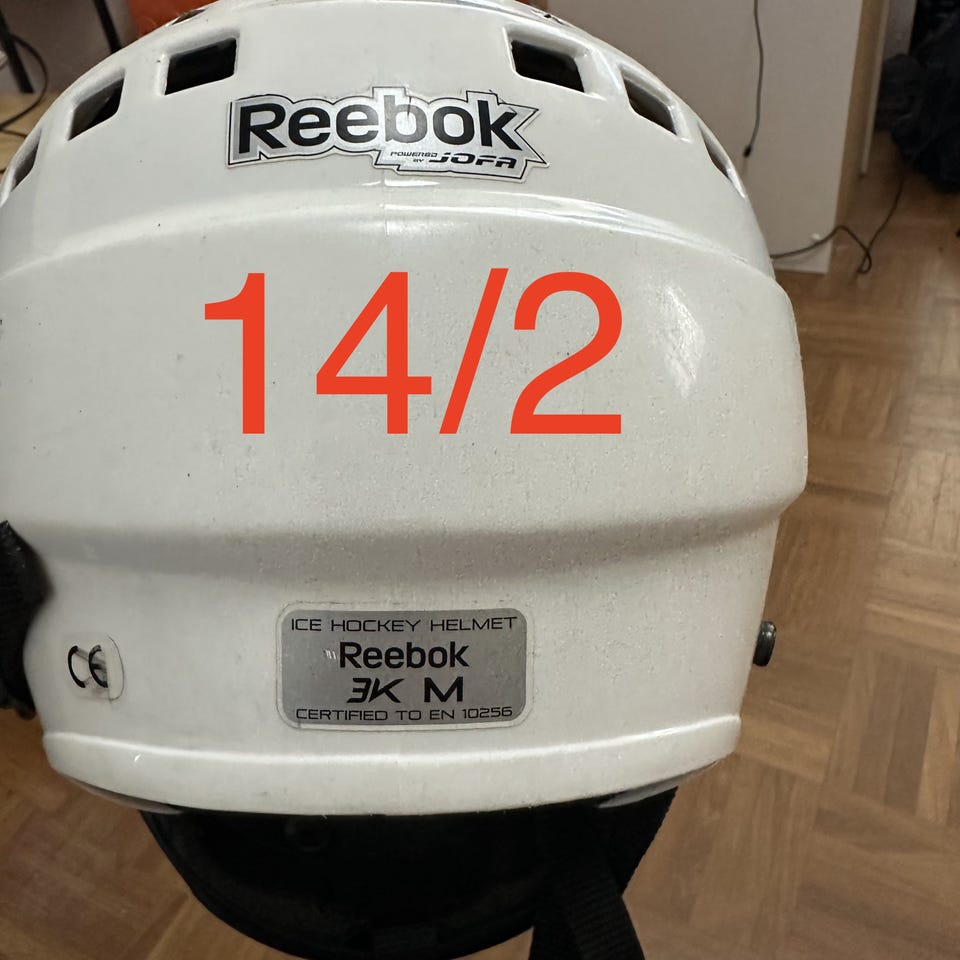 Reebok
POWERED BY JOFA
14/2
ICE HOCKEY HELMET
Reebok
3K M
CERTIFIED TO EN 10256
CE